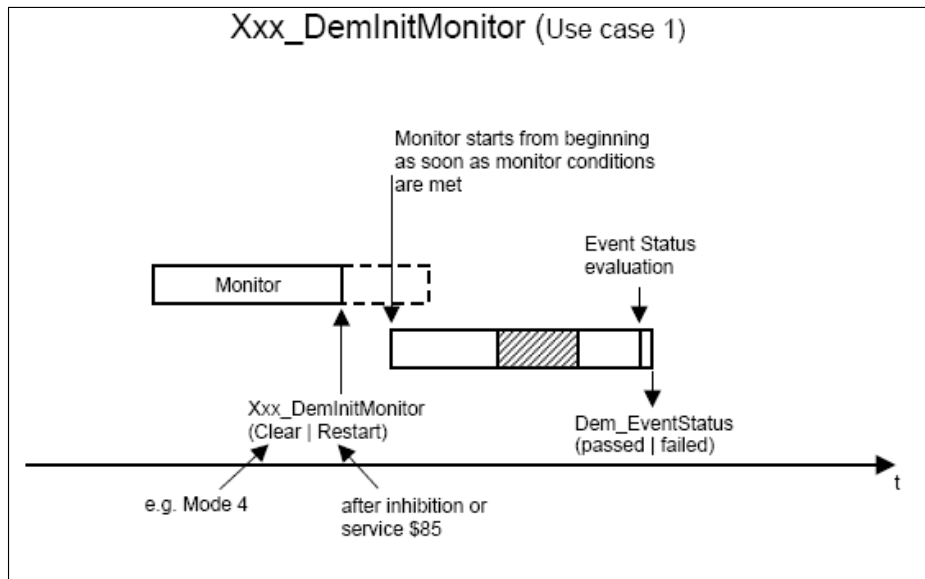 Xxx_DemInitMonitor (Use case 1)
Monitor starts from beginning
as soon as monitor conditions
are met
Event Status
evaluation
Monitor
Xxx_DemInitMonitor
(Clear | Restart)
Dem_EventStatus
(passed | failed)
t
e.g. Mode 4
after inhibition or
service $85